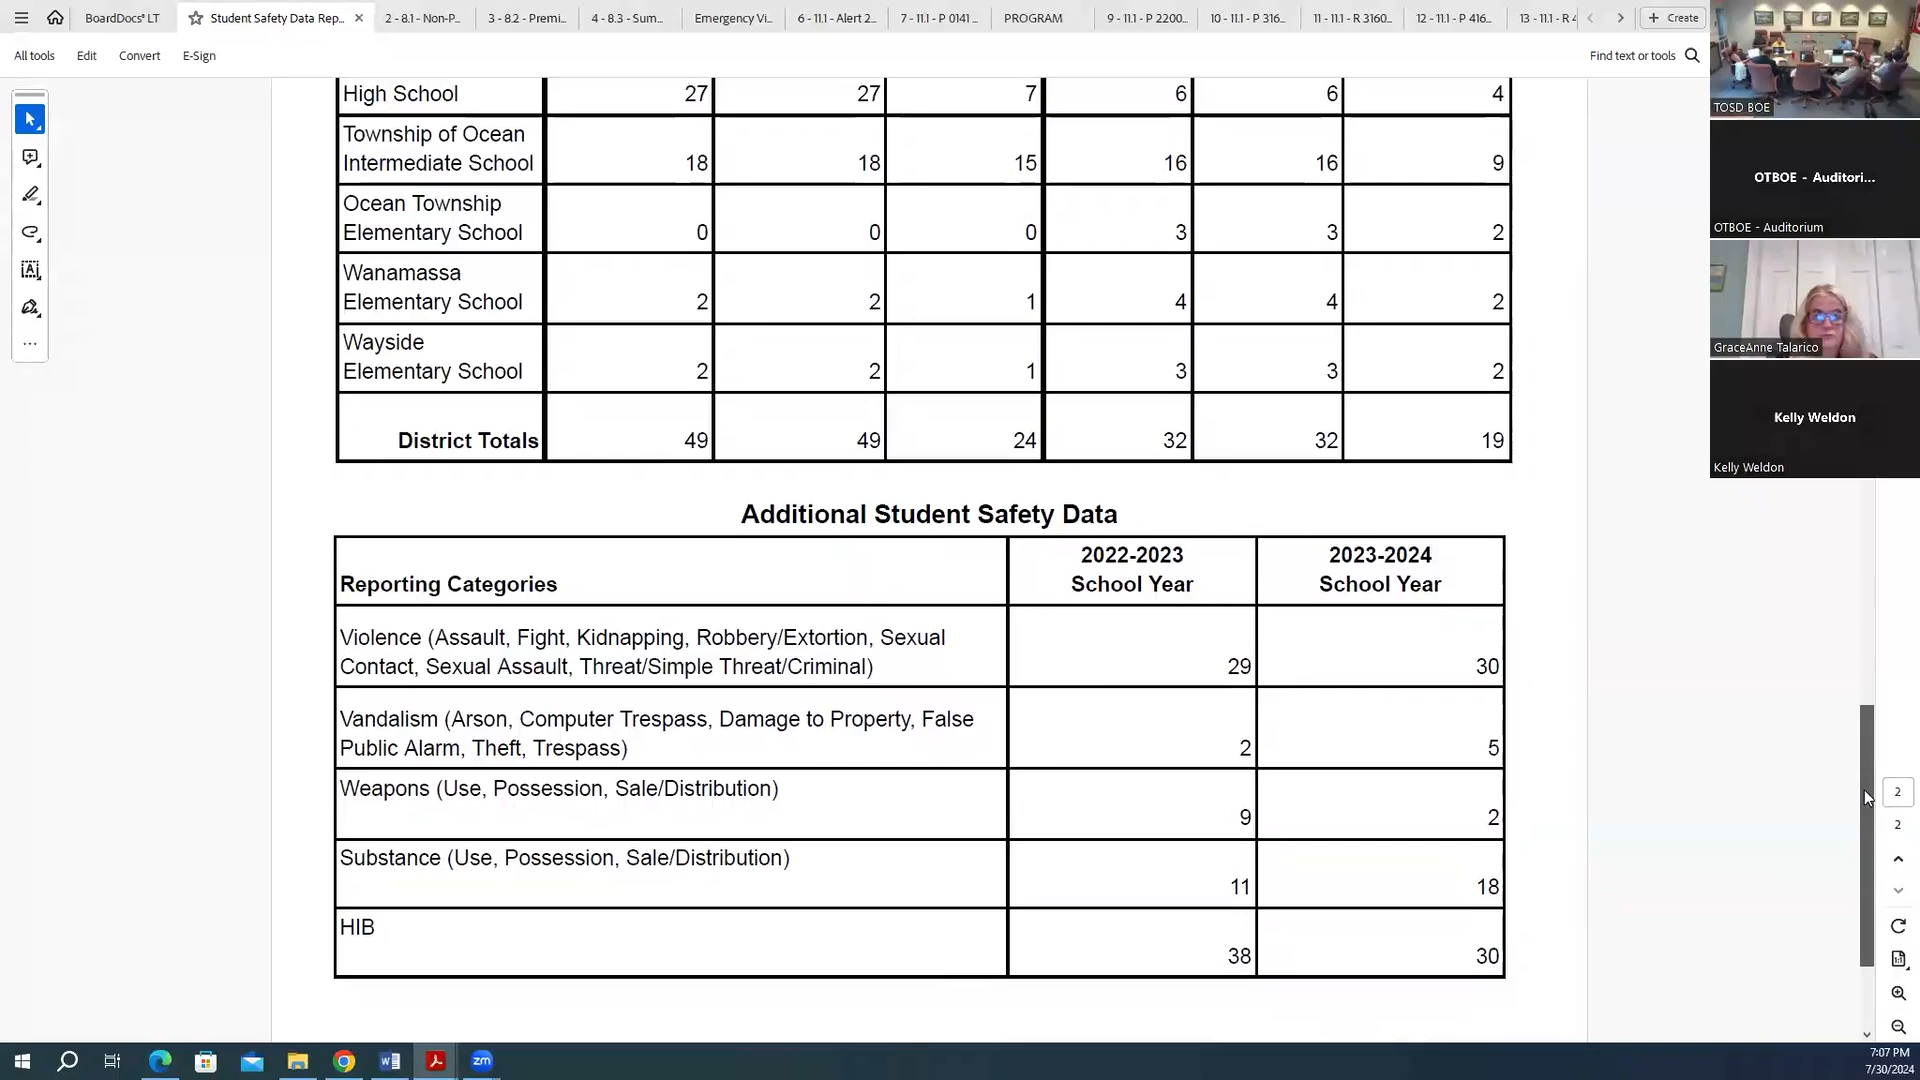 BoardDocs® LT
Student Safety Data Rep...
2 - 8.1 - Non-P...
3 - 8.2 - Premi...
4 - 8.3 - Sum...
Emergency Vi...
6 - 11.1 - Alert 2...
7 - 11.1 - P 0141 ...
PROGRAM
9 - 11.1 - P 2200...
10 - 11.1 - P 316...
11 - 11.1 - R 3160...
12 - 11.1 - P 416...
13 - 11.1 - R 4
Create
All tools Edit Convert E-Sign
Find text or tools
High School 27 27 7 6 6 4
Township of Ocean
Intermediate School 18 18 15 16 16 9
Ocean Township
Elementary School 0 0 0 3 3 2
Wanamassa
Elementary School 2 2 1 4 4 2
Wayside
Elementary School 2 2 1 3 3 2
District Totals 49 49 24 32 32 19
Additional Student Safety Data
2022-2023 2023-2024
Reporting Categories School Year School Year
Violence (Assault, Fight, Kidnapping, Robbery/Extortion, Sexual
Contact, Sexual Assault, Threat/Simple Threat/Criminal) 29 30
Vandalism (Arson, Computer Trespass, Damage to Property, False
Public Alarm, Theft, Trespass) 2 5
Weapons (Use, Possession, Sale/Distribution)
9 2
Substance (Use, Possession, Sale/Distribution)
11 18
HIB
38 30
TOSD BOE
OTBOE - Auditori...
OTBOE - Auditorium
GraceAnne Talarico
Kelly Weldon
Kelly Weldon
2
2
zm
7:07 PM
7/30/2024